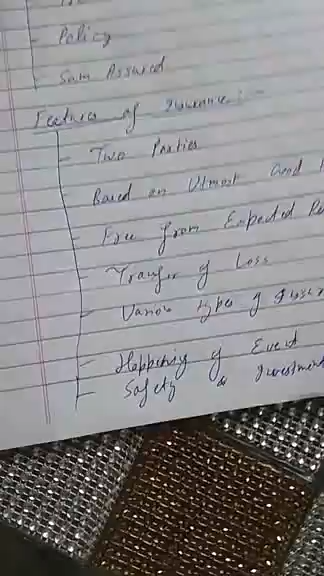 Policy
Sum Assured
Features of Insurance:-
Two Parties
Based on Utmost Good
Free from Expected
Transfer of Loss
Various types of
Happening of Event
Safety & Investment